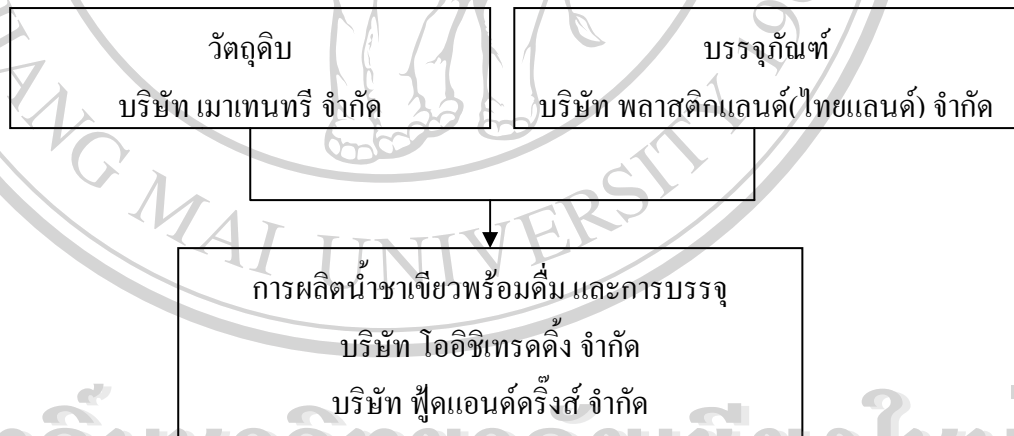 วัตถุดิบ
บริษัท เมาเทนทรี จำกัด
บรรจุภัณฑ์
บริษัท พลาสติกแลนด์(ไทยแลนด์) จำกัด
การผลิตน้ำชาเขียวพร้อมดื่ม และการบรรจุ
บริษัท โออิชิเทรดดิ้ง จำกัด
บริษัท ฟู้ดแอนด์ดริ๊งส์ จำกัด
ANG MAI UNIVERSITY 19